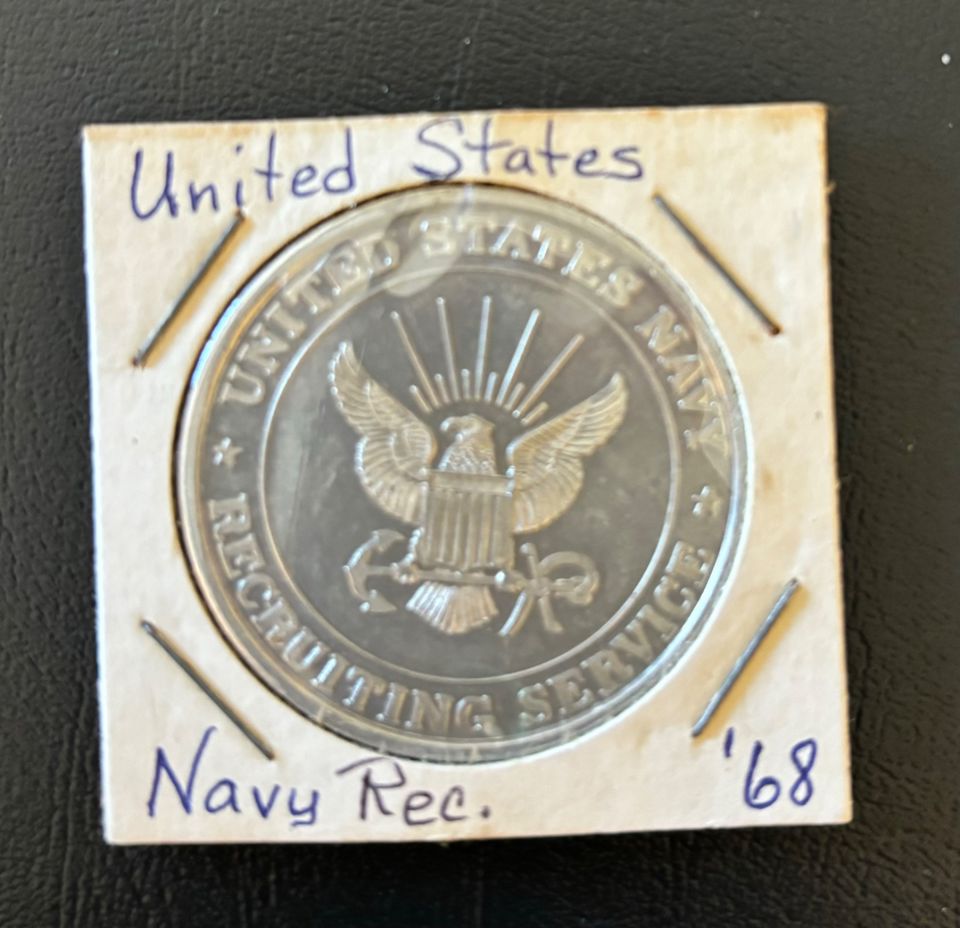 United States
UNITED STATES NAVY
RECRUITING SERVICE
Navy Rec. '68